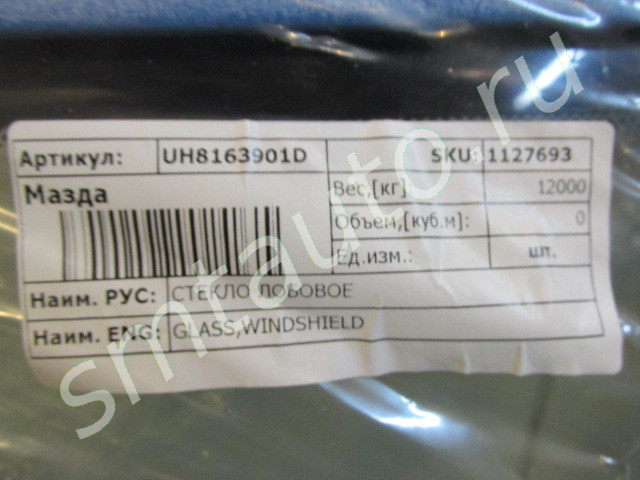 Артикул: UH8163901D SKU: 1127693
Мазда Вес,[кг]: 12000
Объем,[куб.м]: 0
Ед.изм.: шт.
Наим. РУС: СТЕКЛО ЛОБОВОЕ
Наим. ENG: GLASS,WINDSHIELD
smtauto.ru